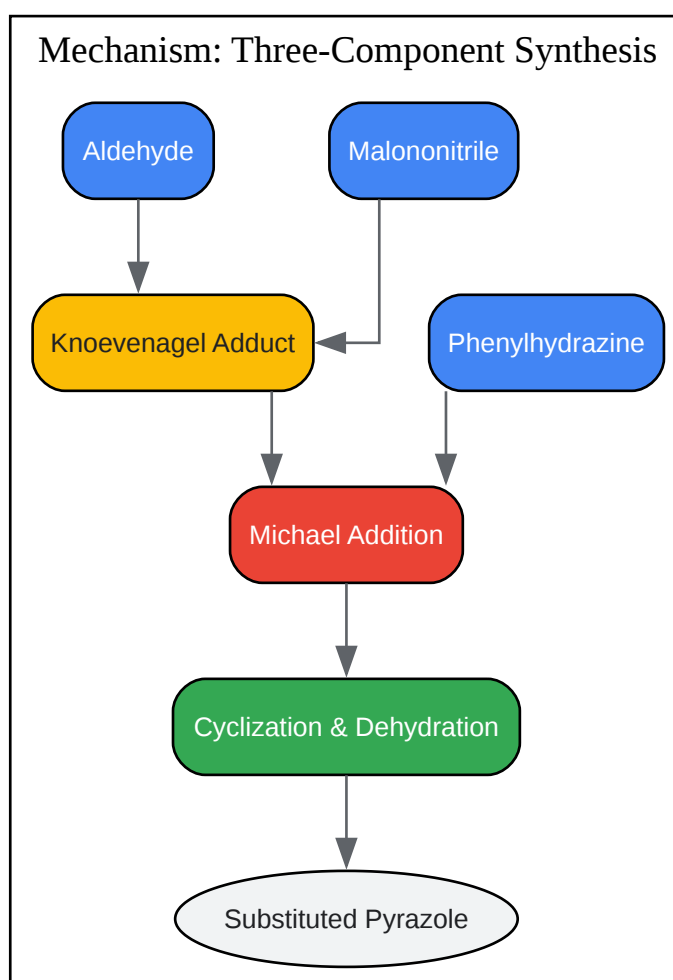 Mechanism: Three-Component Synthesis
Aldehyde
Malononitrile
Knoevenagel Adduct
Phenylhydrazine
Michael Addition
Cyclization & Dehydration
Substituted Pyrazole